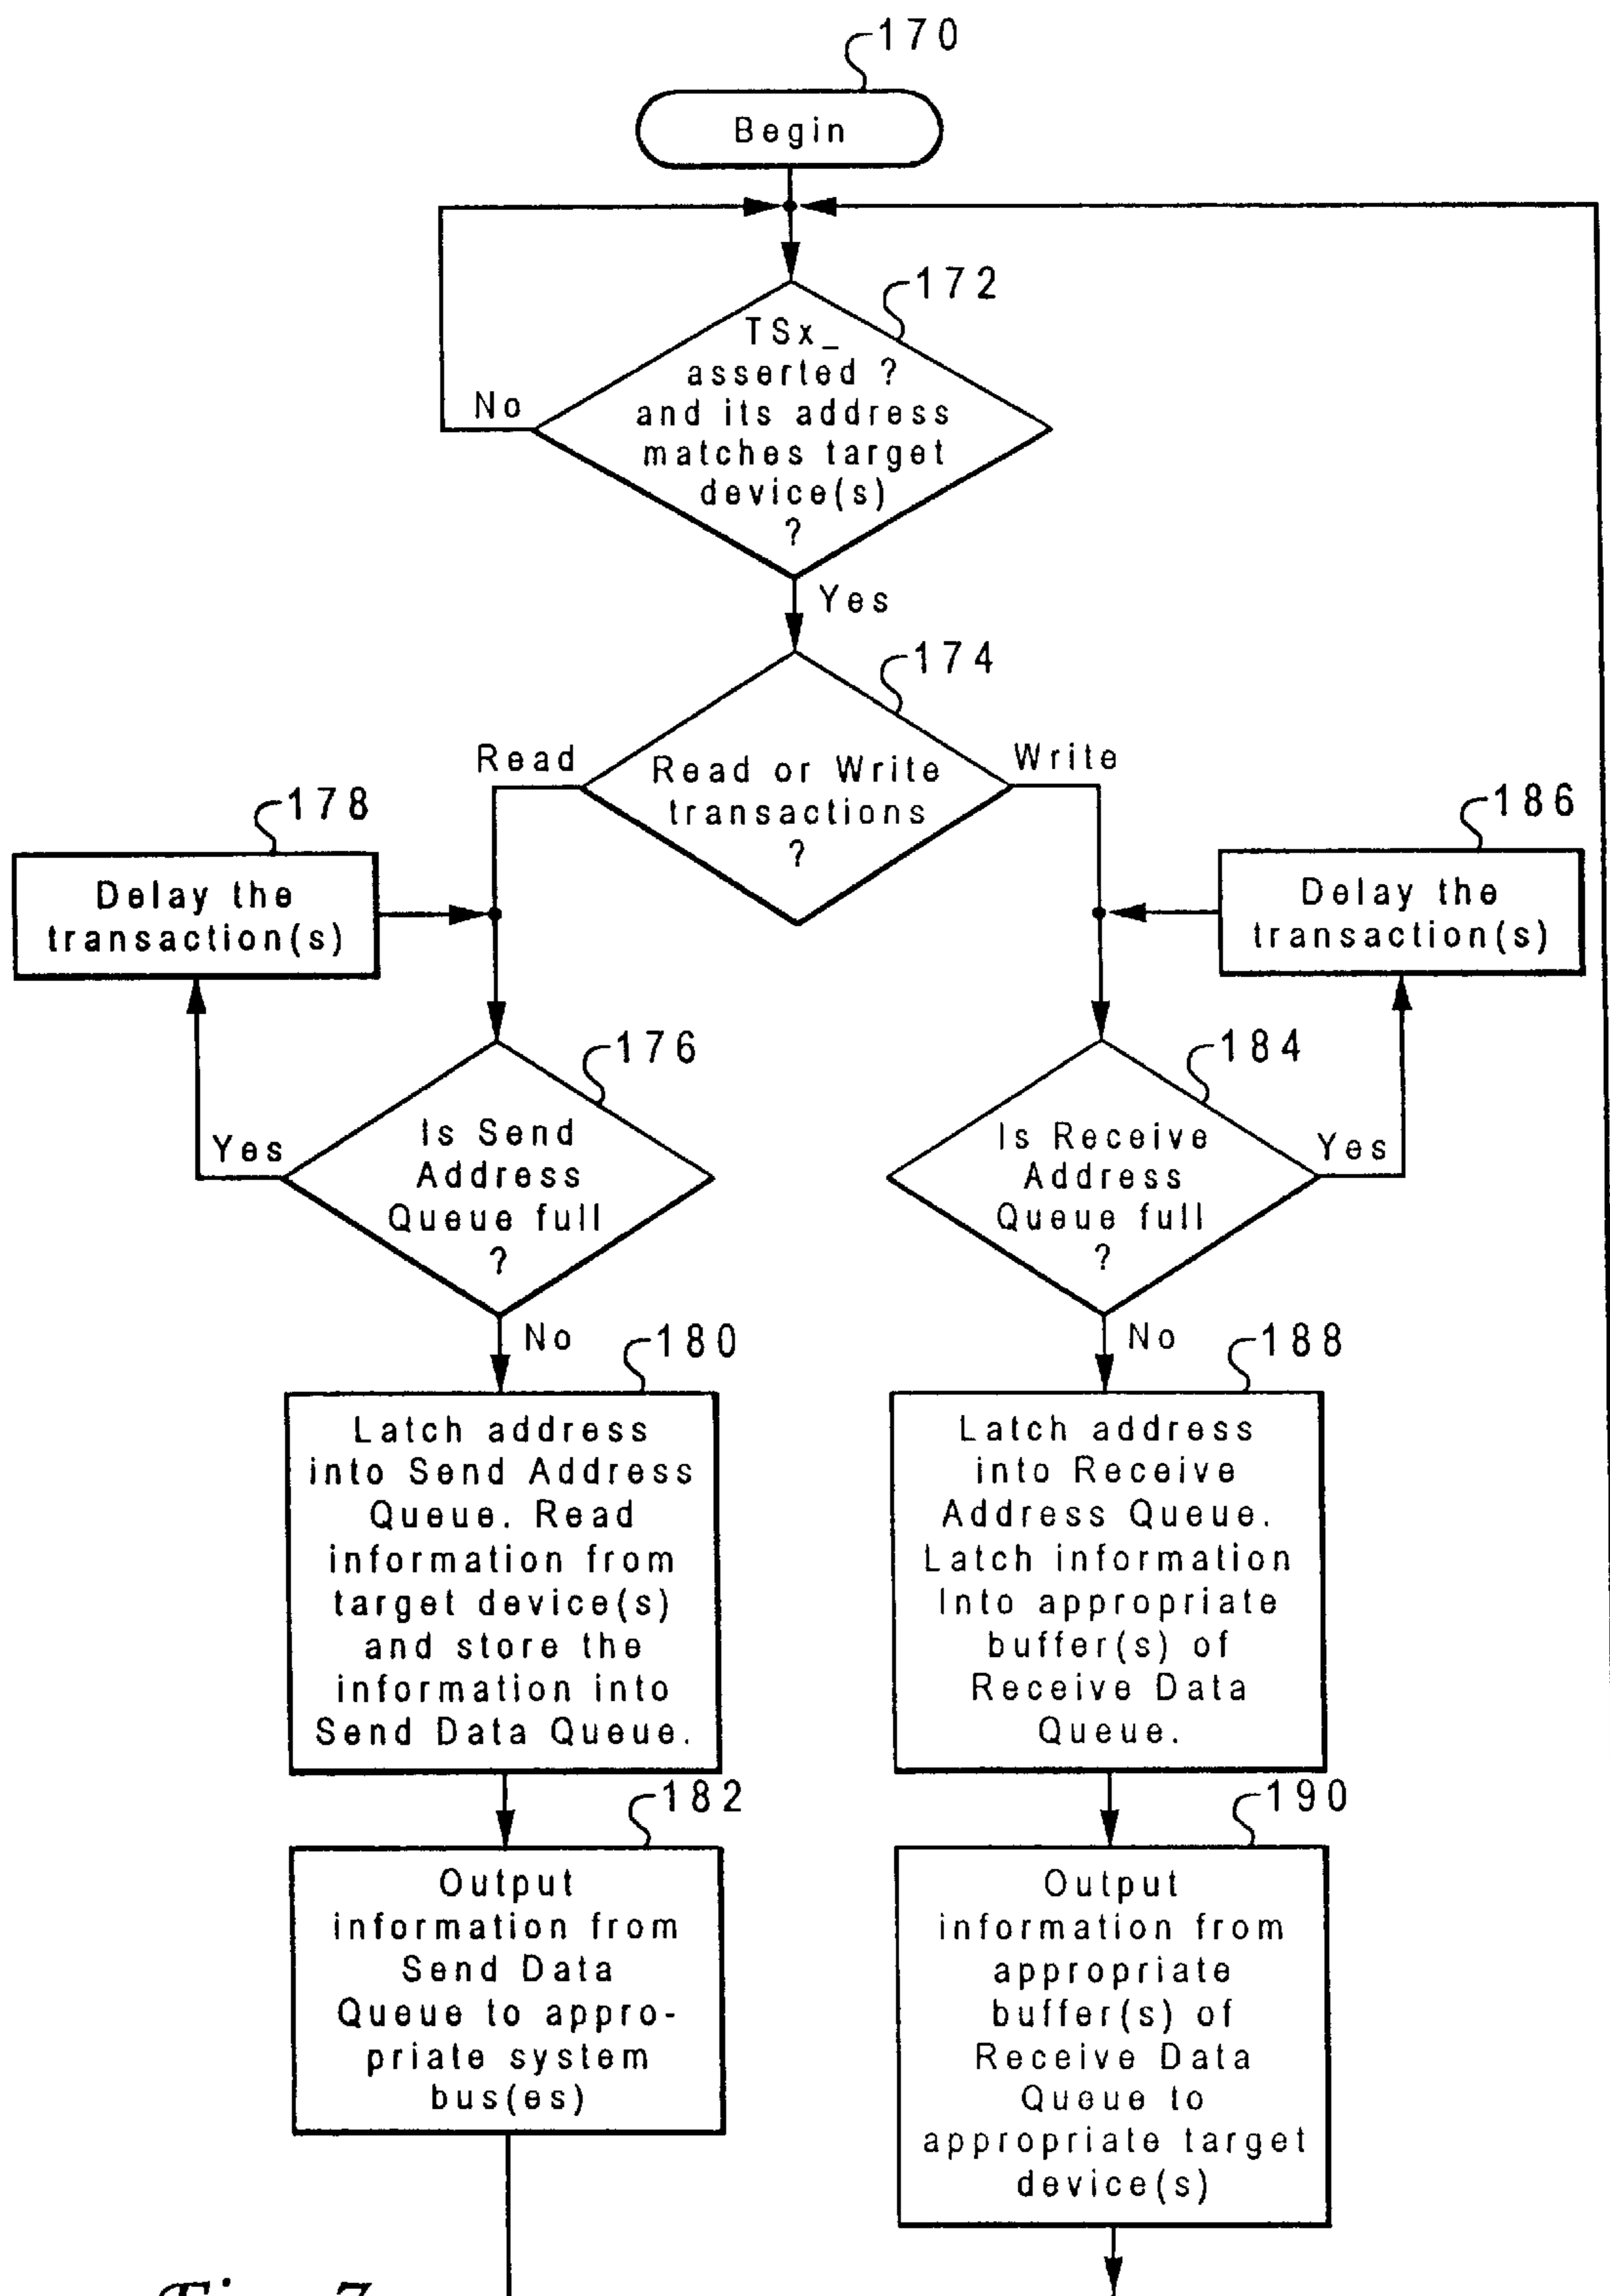 170
Begin
172
TSx_
asserted ?
and its address
matches target
device(s)
?
No
Yes
174
Read or Write
transactions
?
Read
Write
178
Delay the
transaction(s)
186
Delay the
transaction(s)
176
Is Send
Address
Queue full
?
Yes
No
184
Is Receive
Address
Queue full
?
Yes
No
180
Latch address
into Send Address
Queue. Read
information from
target device(s)
and store the
information into
Send Data Queue.
188
Latch address
into Receive
Address Queue.
Latch information
Into appropriate
buffer(s) of
Receive Data
Queue.
182
Output
information from
Send Data
Queue to appro-
priate system
bus(es)
190
Output
information from
appropriate
buffer(s) of
Receive Data
Queue to
appropriate target
device(s)